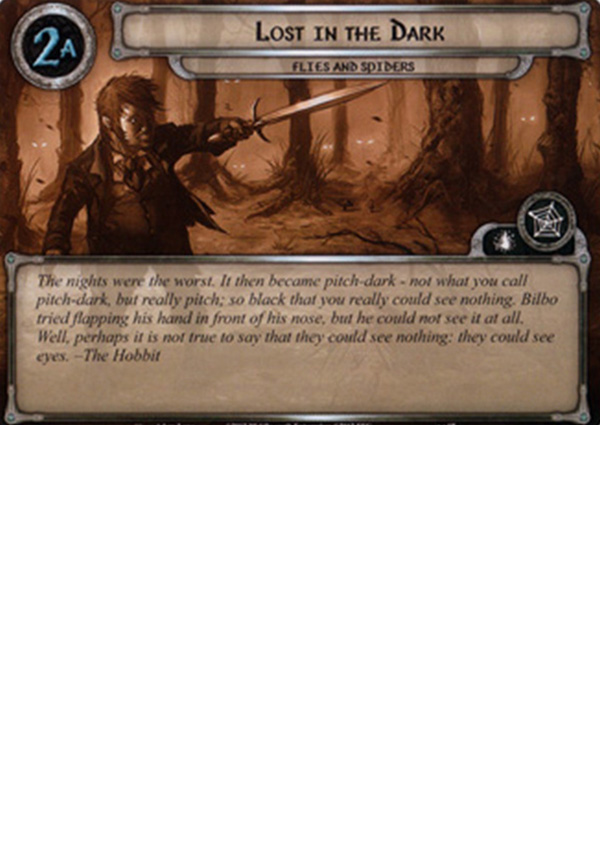 2A
Lost in the Dark
FLIES AND SPIDERS
The nights were the worst. It then became pitch-dark - not what you call
pitch-dark, but really pitch; so black that you really could see nothing. Bilbo
tried flapping his hand in front of his nose, but he could not see it at all.
Well, perhaps it is not true to say that they could see nothing: they could see
eyes. –The Hobbit